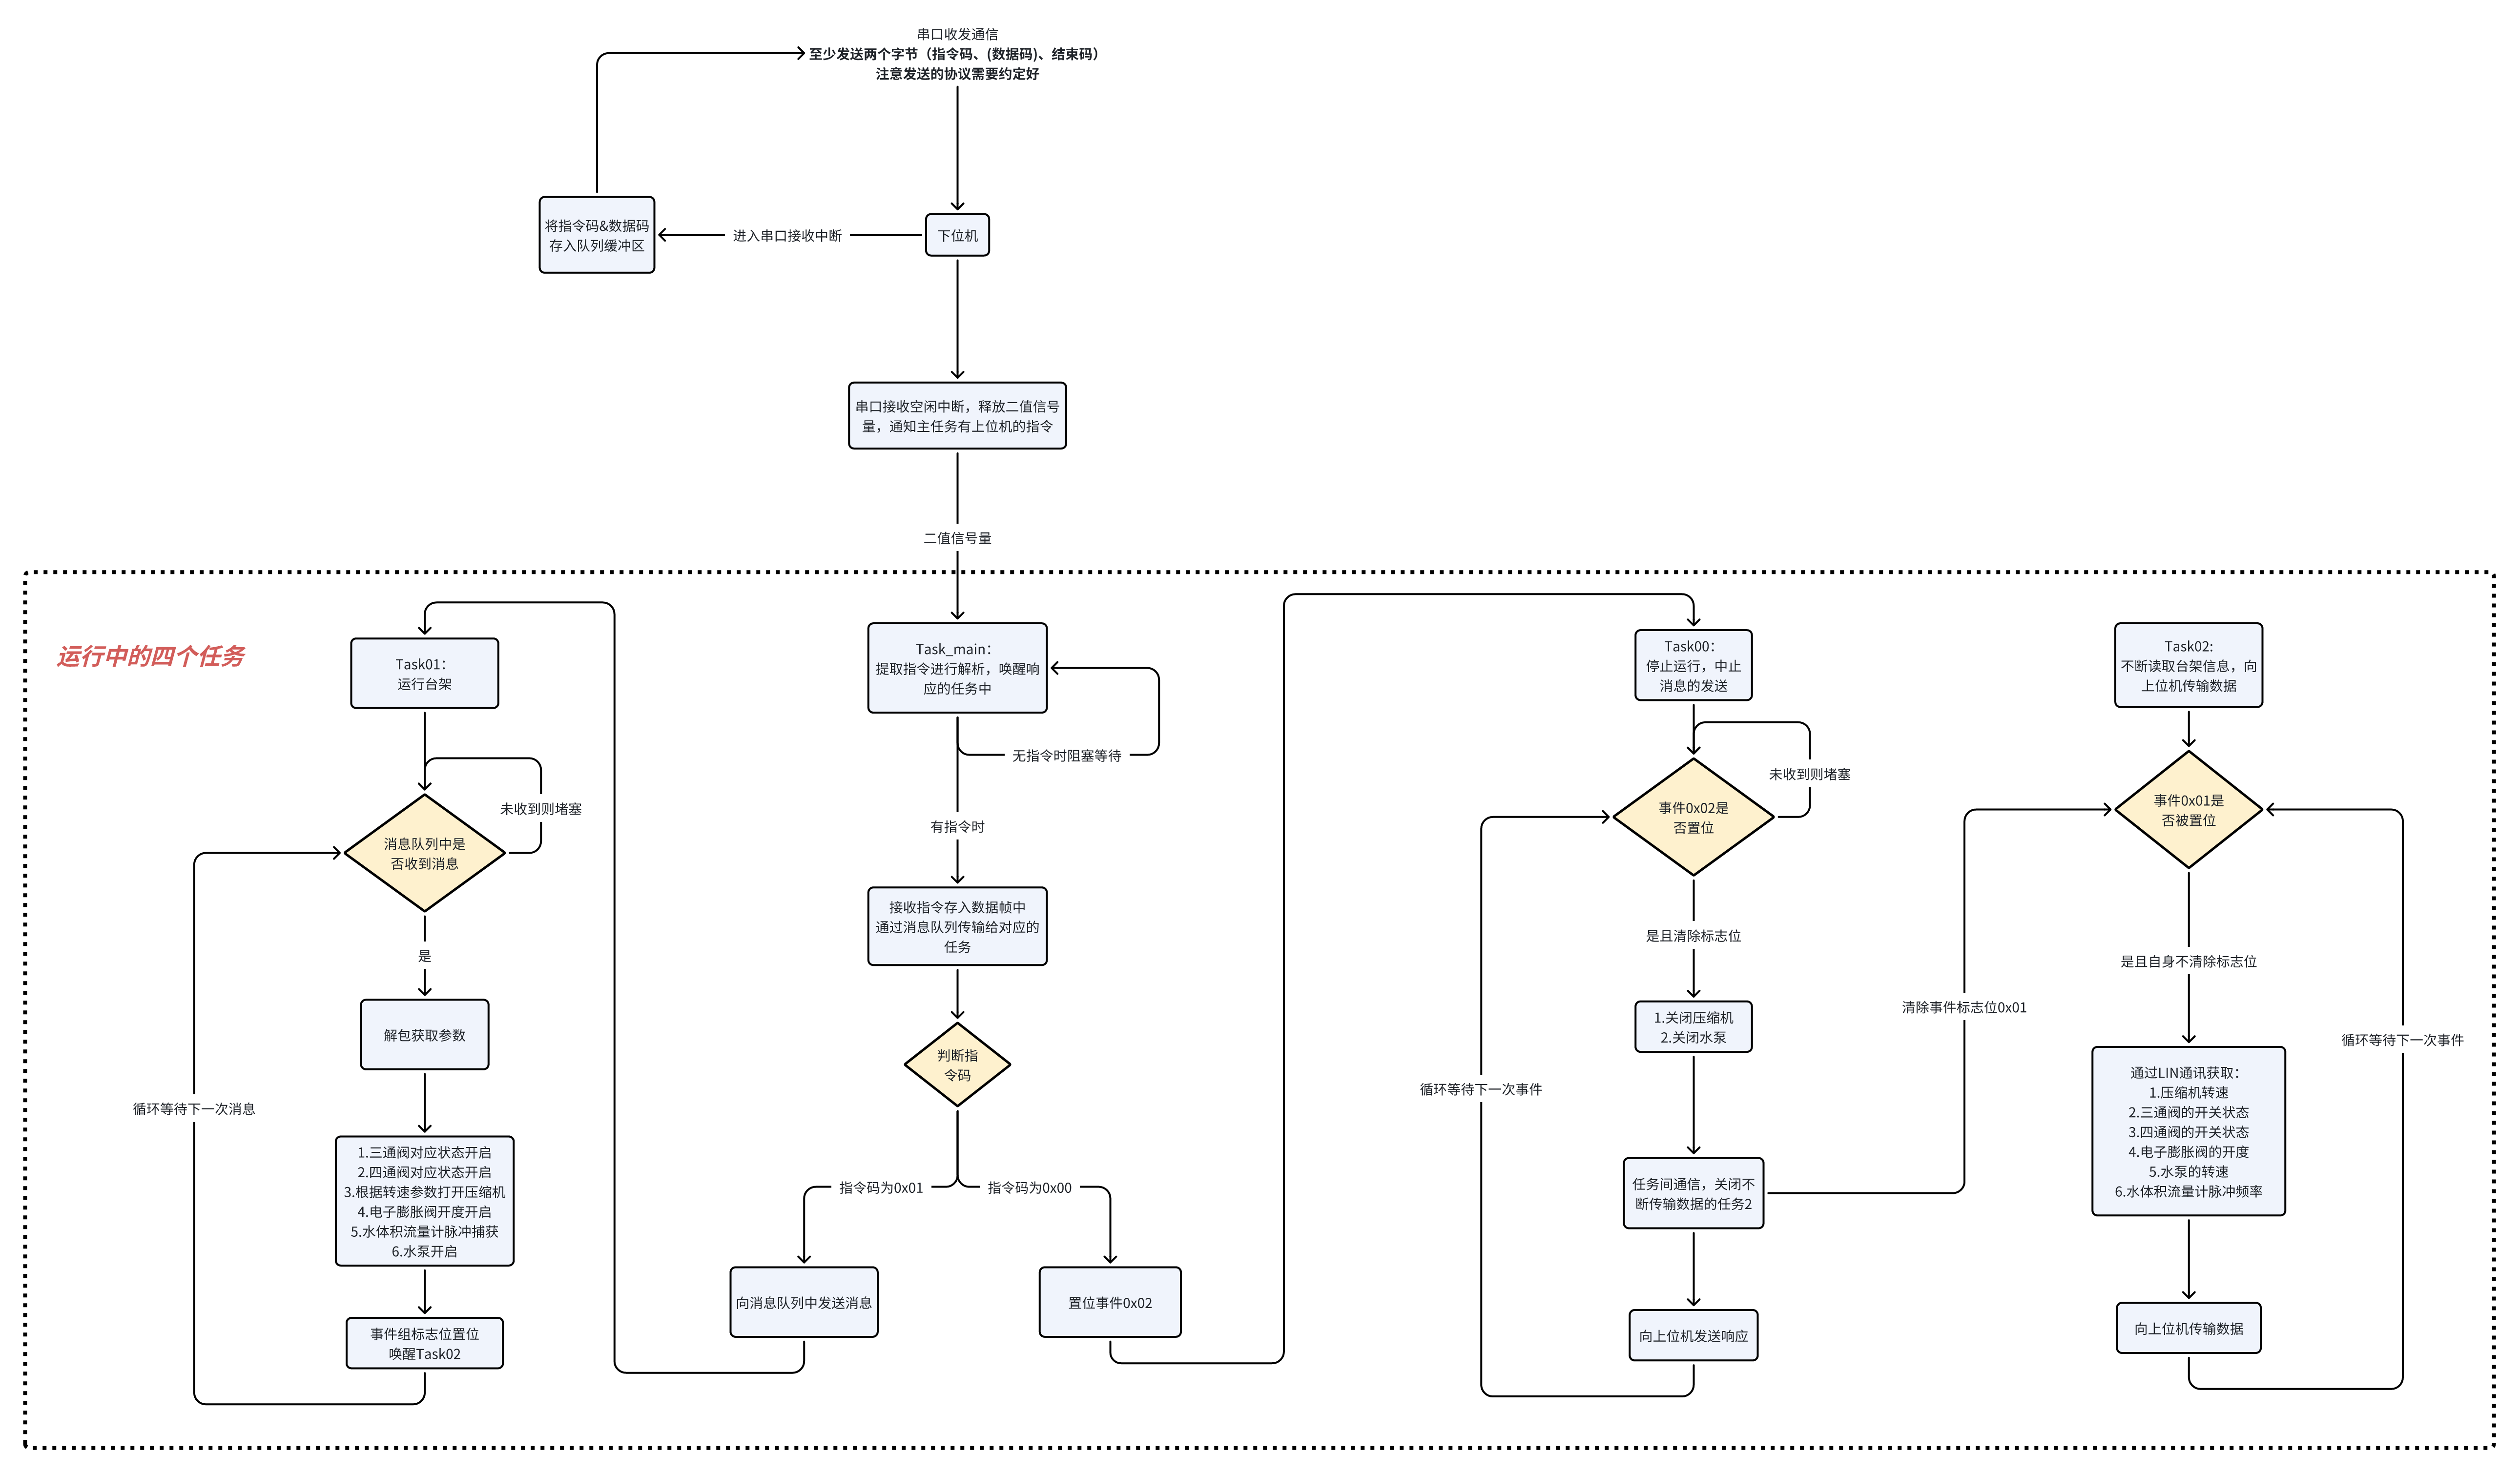 串口收发通信
至少发送两个字节（指令码、(数据码)、结束码）
注意发送的协议需要约定好
将指令码&数据码
存入队列缓冲区
进入串口接收中断
下位机
串口接收空闲中断，释放二值信号
量，通知主任务有上位机的指令
二值信号量
运行中的四个任务
Task01：
运行台架
未收到则堵塞
消息队列中是
否收到消息
是
解包获取参数
循环等待下一次消息
1.三通阀对应状态开启
2.四通阀对应状态开启
3.根据转速参数打开压缩机
4.电子膨胀阀开度开启
5.水体积流量计脉冲捕获
6.水泵开启
事件组标志位置位
唤醒Task02
Task_main：
提取指令进行解析，唤醒响
应的任务中
无指令时阻塞等待
有指令时
接收指令存入数据帧中
通过消息队列传输给对应的
任务
判断指
令码
指令码为0x01
指令码为0x00
向消息队列中发送消息
置位事件0x02
Task00：
停止运行，中止
消息的发送
未收到则堵塞
事件0x02是
否置位
是且清除标志位
1.关闭压缩机
2.关闭水泵
循环等待下一次事件
任务间通信，关闭不
断传输数据的任务2
向上位机发送响应
清除事件标志位0x01
Task02:
不断读取台架信息，向
上位机传输数据
事件0x01是
否被置位
是且自身不清除标志位
循环等待下一次事件
通过LIN通讯获取：
1.压缩机转速
2.三通阀的开关状态
3.四通阀的开关状态
4.电子膨胀阀的开度
5.水泵的转速
6.水体积流量计脉冲频率
向上位机传输数据